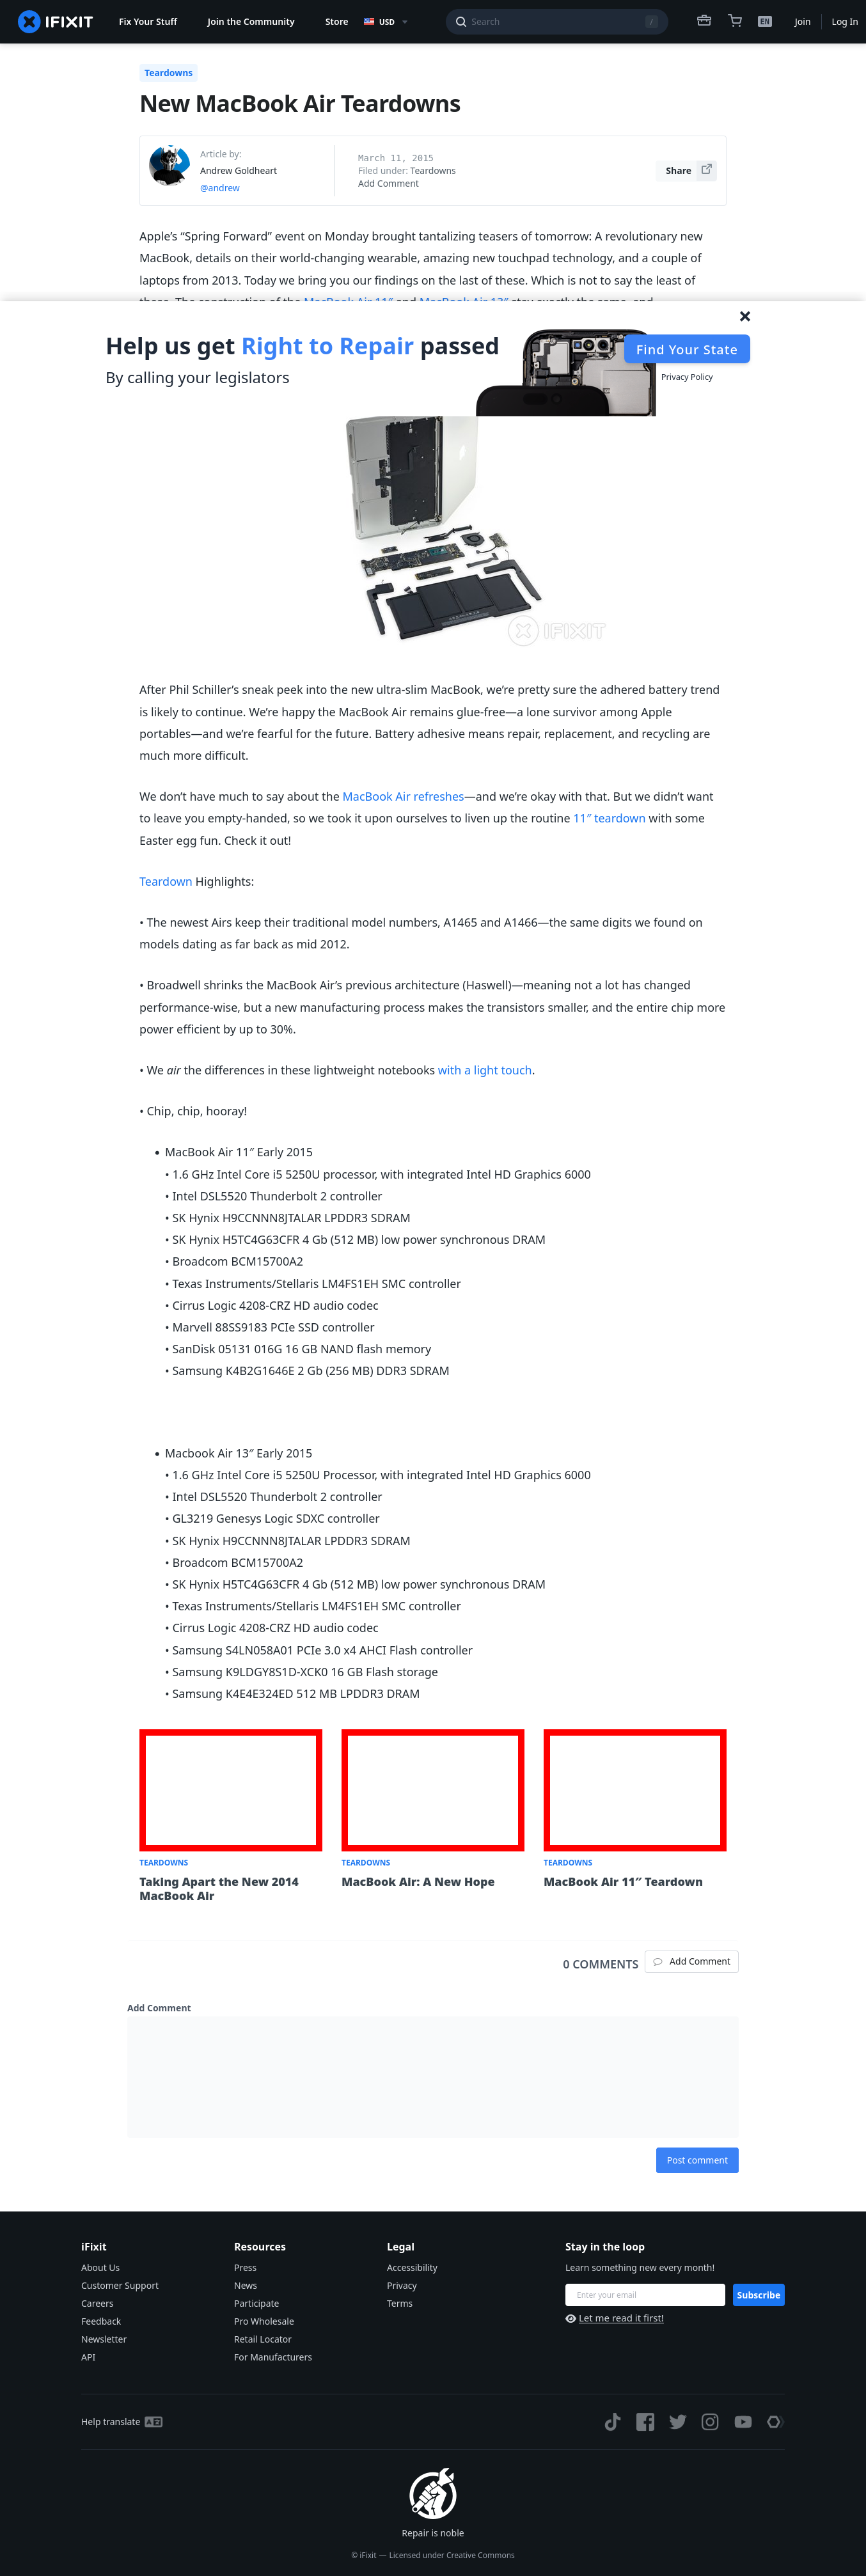 IFIXIT
Fix Your Stuff
Join the Community
Store
USD
Search
/
EN
Join
Log In
Teardowns
New MacBook Air Teardowns
Article by:
Andrew Goldheart
@andrew
March 11, 2015
Filed under: Teardowns
Add Comment
Share
Apple’s “Spring Forward” event on Monday brought tantalizing teasers of tomorrow: A revolutionary new
MacBook, details on their world-changing wearable, amazing new touchpad technology, and a couple of
laptops from 2013. Today we bring you our findings on the last of these. Which is not to say the least of
these. The construction of the MacBook Air 11″ and MacBook Air 13″ stay exactly the same, and
Help us get Right to Repair passed
By calling your legislators
Find Your State
Privacy Policy
IFIXIT
After Phil Schiller’s sneak peek into the new ultra-slim MacBook, we’re pretty sure the adhered battery trend
is likely to continue. We’re happy the MacBook Air remains glue-free—a lone survivor among Apple
portables—and we’re fearful for the future. Battery adhesive means repair, replacement, and recycling are
much more difficult.
We don’t have much to say about the MacBook Air refreshes—and we’re okay with that. But we didn’t want
to leave you empty-handed, so we took it upon ourselves to liven up the routine 11″ teardown with some
Easter egg fun. Check it out!
Teardown Highlights:
• The newest Airs keep their traditional model numbers, A1465 and A1466—the same digits we found on
models dating as far back as mid 2012.
• Broadwell shrinks the MacBook Air’s previous architecture (Haswell)—meaning not a lot has changed
performance-wise, but a new manufacturing process makes the transistors smaller, and the entire chip more
power efficient by up to 30%.
• We air the differences in these lightweight notebooks with a light touch.
• Chip, chip, hooray!
• MacBook Air 11″ Early 2015
• 1.6 GHz Intel Core i5 5250U processor, with integrated Intel HD Graphics 6000
• Intel DSL5520 Thunderbolt 2 controller
• SK Hynix H9CCNNN8JTALAR LPDDR3 SDRAM
• SK Hynix H5TC4G63CFR 4 Gb (512 MB) low power synchronous DRAM
• Broadcom BCM15700A2
• Texas Instruments/Stellaris LM4FS1EH SMC controller
• Cirrus Logic 4208-CRZ HD audio codec
• Marvell 88SS9183 PCIe SSD controller
• SanDisk 05131 016G 16 GB NAND flash memory
• Samsung K4B2G1646E 2 Gb (256 MB) DDR3 SDRAM
• Macbook Air 13″ Early 2015
• 1.6 GHz Intel Core i5 5250U Processor, with integrated Intel HD Graphics 6000
• Intel DSL5520 Thunderbolt 2 controller
• GL3219 Genesys Logic SDXC controller
• SK Hynix H9CCNNN8JTALAR LPDDR3 SDRAM
• Broadcom BCM15700A2
• SK Hynix H5TC4G63CFR 4 Gb (512 MB) low power synchronous DRAM
• Texas Instruments/Stellaris LM4FS1EH SMC controller
• Cirrus Logic 4208-CRZ HD audio codec
• Samsung S4LN058A01 PCIe 3.0 x4 AHCI Flash controller
• Samsung K9LDGY8S1D-XCK0 16 GB Flash storage
• Samsung K4E4E324ED 512 MB LPDDR3 DRAM
TEARDOWNS
Taking Apart the New 2014
MacBook Air
TEARDOWNS
MacBook Air: A New Hope
TEARDOWNS
MacBook Air 11″ Teardown
0 COMMENTS
Add Comment
Add Comment
Post comment
iFixit
About Us
Customer Support
Careers
Feedback
Newsletter
API
Resources
Press
News
Participate
Pro Wholesale
Retail Locator
For Manufacturers
Legal
Accessibility
Privacy
Terms
Stay in the loop
Learn something new every month!
Enter your email
Subscribe
Let me read it first!
Help translate
Repair is noble
© iFixit — Licensed under Creative Commons